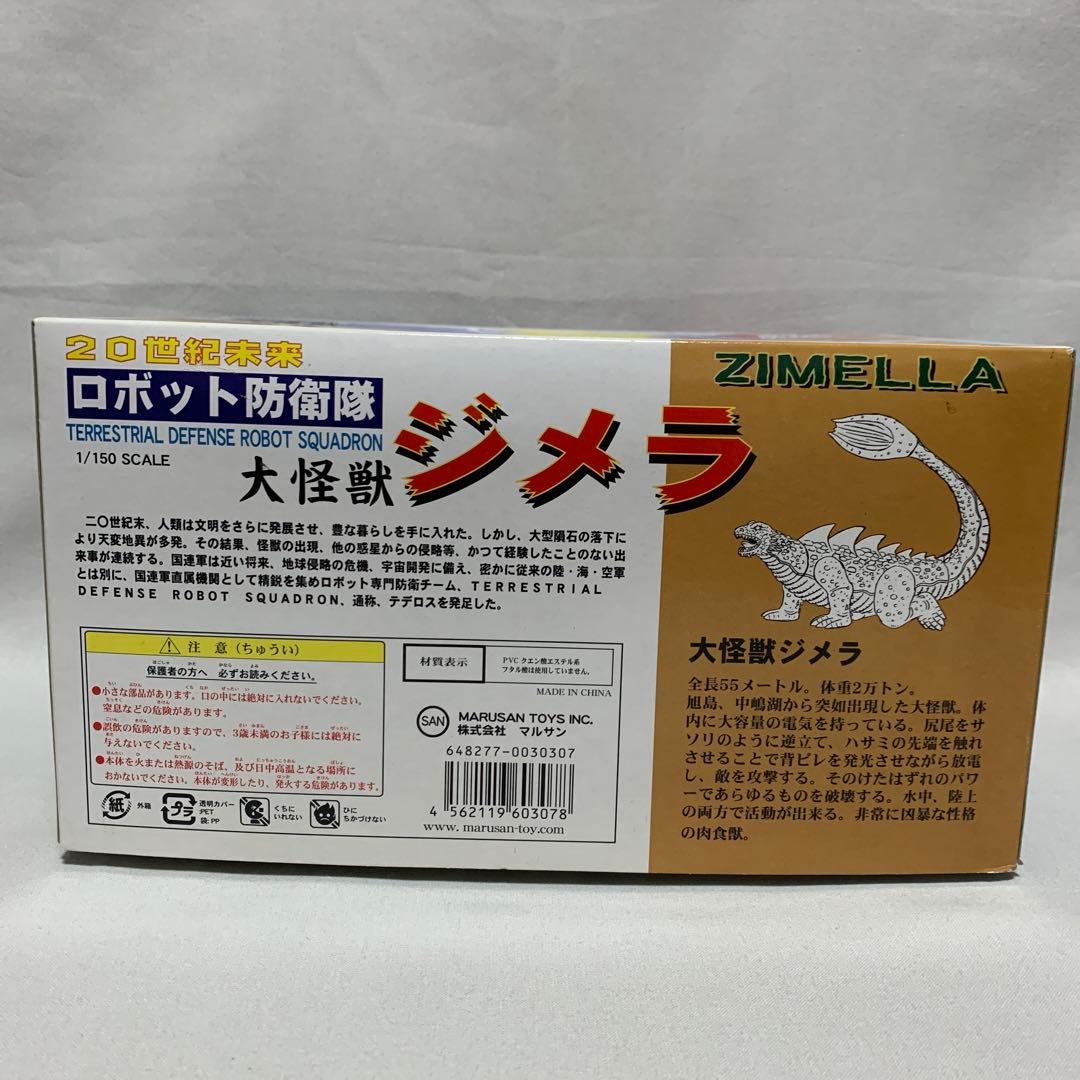 20世紀未来
ロボット防衛隊
TERRESTRIAL DEFENSE ROBOT SQUADRON
1/150 SCALE
大怪獣 ジメラ
二〇世紀末、人類は文明をさらに発展させ、豊な暮らしを手に入れた。しかし、大型隕石の落下に
より天変地異が多発。その結果、怪獣の出現、他の惑星からの侵略等、かつて経験したことのない出
来事が連続する。国連軍は近い将来、地球侵略の危機、宇宙開発に備え、密かに従来の陸・海・空軍
とは別に、国連軍直属機関として精鋭を集めロボット専門防衛チーム、TERRESTRIAL
DEFENSE ROBOT SQUADRON、通称、テデロスを発足した。
注意(ちゅうい)
保護者の方へ 必ずお読みください。
●小さな部品があります。口の中には絶対に入れないでください。
窒息などの危険があります。
●誤飲の危険がありますので、3歳未満のお子様には絶対に
与えないでください。
●本体を火または熱源のそば、及び日中高温となる場所に
おかないでください。本体が変形したり、発火する危険があります。
紙 外箱
プラ 透明カバー
:PET
袋:PP
くちに
いれない
ひに
ちかづけない
材質表示
PVC クエン酸エステル系
フタル酸は使用していません。
MADE IN CHINA
SAN
MARUSAN TOYS INC.
株式会社 マルサン
648277-0030307
4 562119 603078
www.marusan-toy.com
ZIMELLA
大怪獣ジメラ
全長55メートル。体重2万トン。
旭島、中嶋湖から突如出現した大怪獣。体
内に大容量の電気を持っている。尻尾をサ
ソリのように逆立て、ハサミの先端を触れ
させることで背ビレを発光させながら放電
し、敵を攻撃する。そのけたはずれのパワ
ーであらゆるものを破壊する。水中、陸上
の両方で活動が出来る。非常に凶暴な性格
の肉食獣。